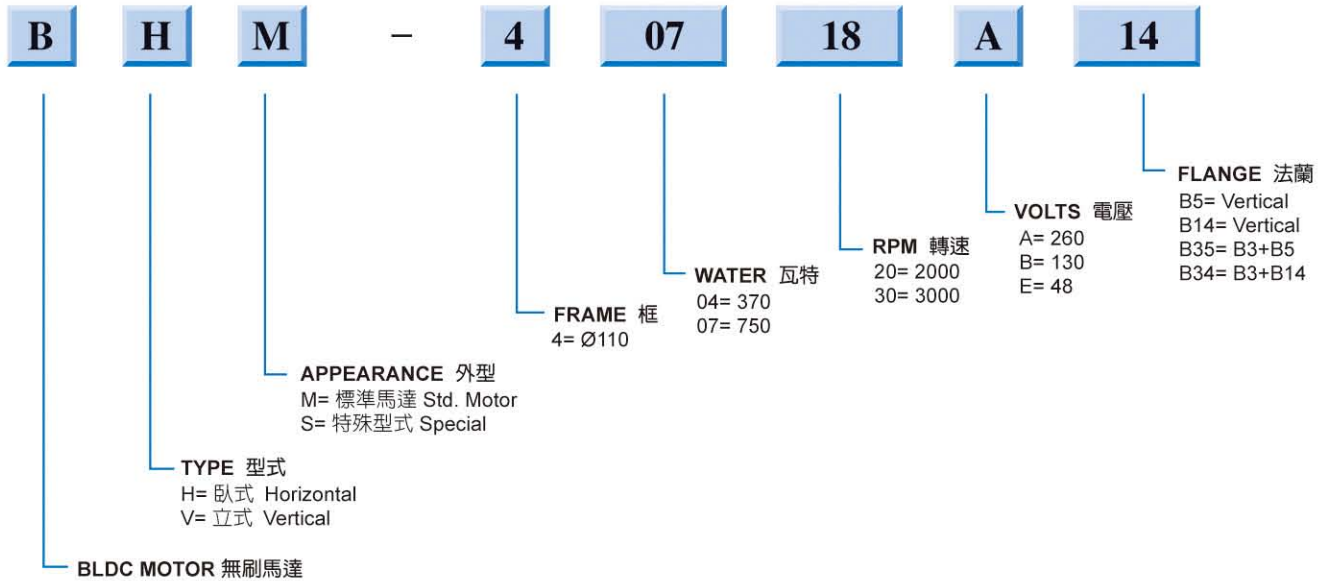 B H M – 4 07 18 A 14
FLANGE 法蘭
B5= Vertical
B14= Vertical
B35= B3+B5
B34= B3+B14
VOLTS 電壓
A= 260
B= 130
E= 48
RPM 轉速
20= 2000
30= 3000
WATER 瓦特
04= 370
07= 750
FRAME 框
4= Ø110
APPEARANCE 外型
M= 標準馬達 Std. Motor
S= 特殊型式 Special
TYPE 型式
H= 臥式 Horizontal
V= 立式 Vertical
BLDC MOTOR 無刷馬達